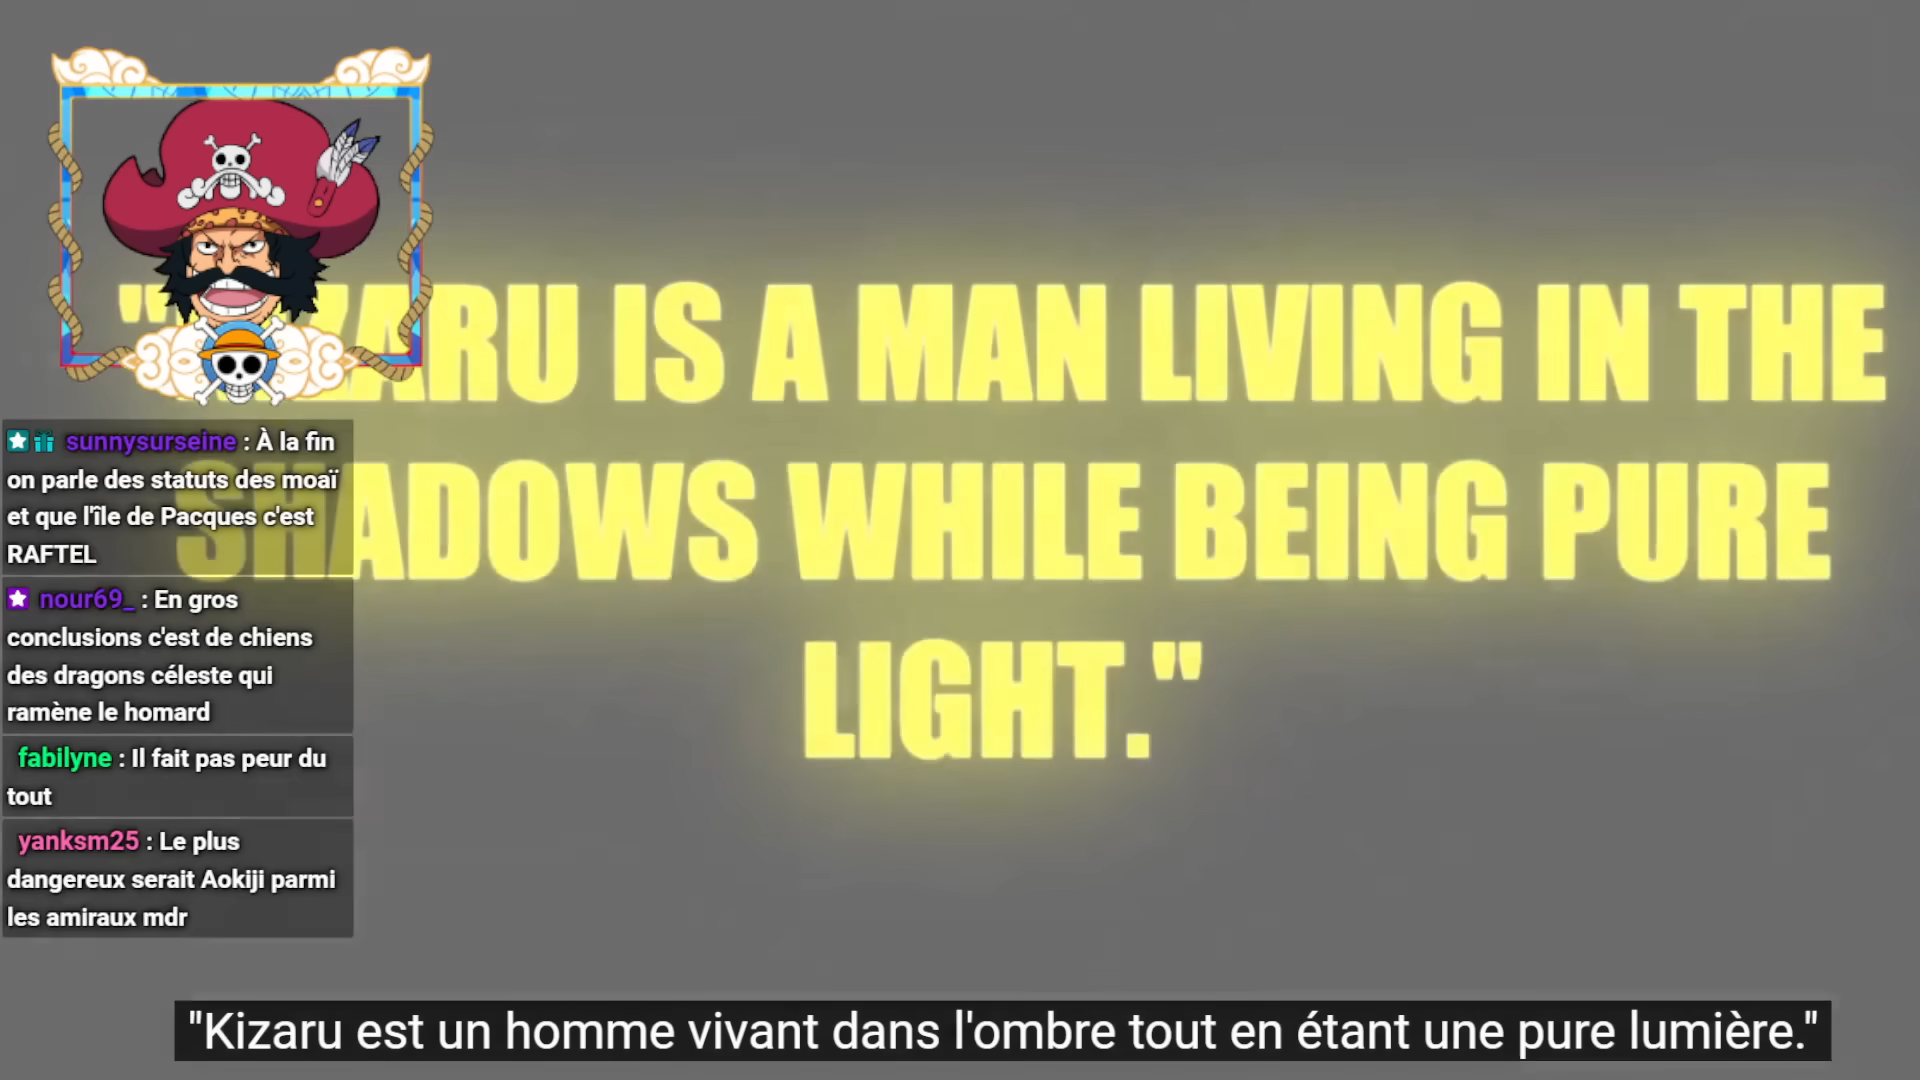 "KIZARU IS A MAN LIVING IN THE
SHADOWS WHILE BEING PURE
LIGHT."
sunnysurseine : À la fin
on parle des statuts des moaï
et que l'île de Pacques c'est
RAFTEL
nour69_ : En gros
conclusions c'est de chiens
des dragons céleste qui
ramène le homard
fabilyne : Il fait pas peur du
tout
yanksm25 : Le plus
dangereux serait Aokiji parmi
les amiraux mdr
"Kizaru est un homme vivant dans l'ombre tout en étant une pure lumière."